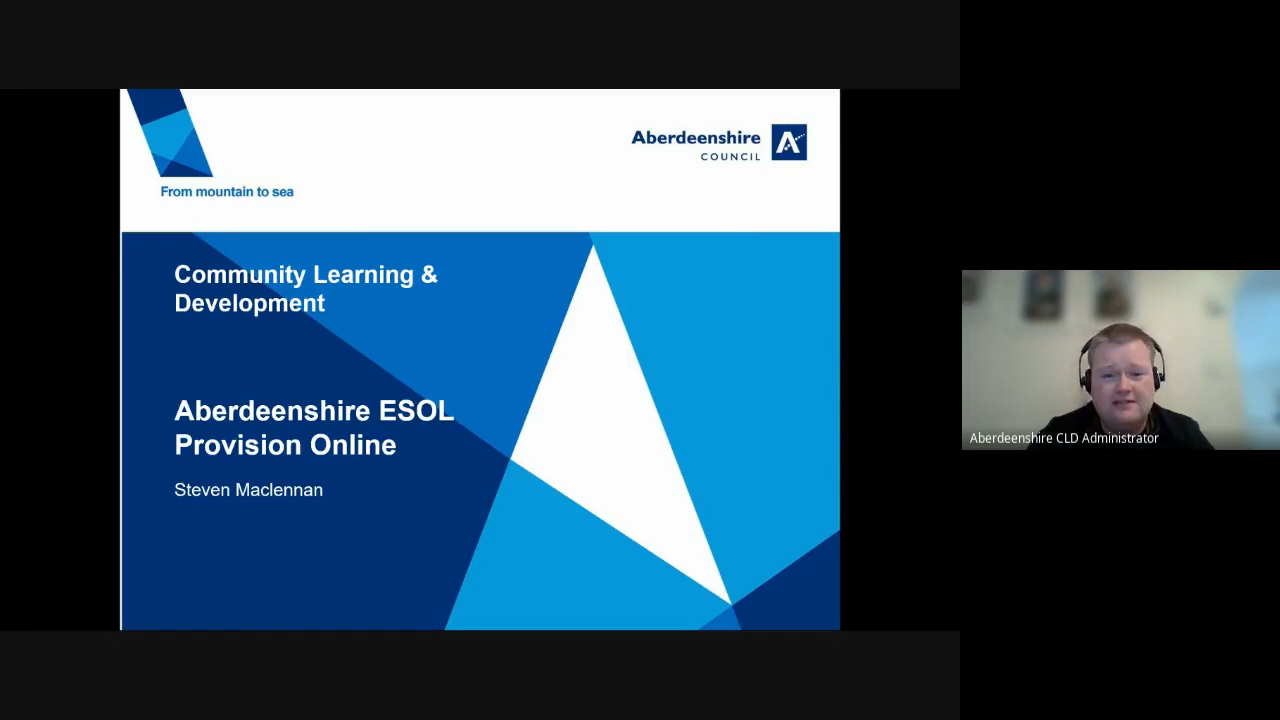 Aberdeenshire
COUNCIL
From mountain to sea
Community Learning &
Development
Aberdeenshire ESOL
Provision Online
Steven Maclennan
Aberdeenshire CLD Administrator